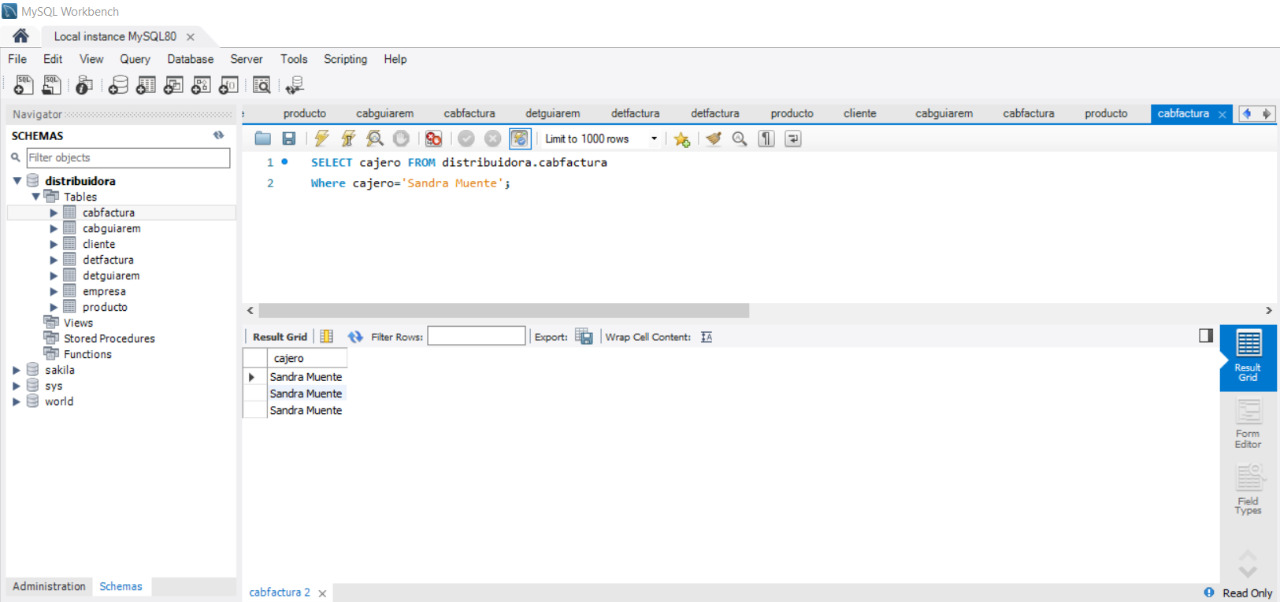 MySQL Workbench
Local instance MySQL80
File Edit View Query Database Server Tools Scripting Help
Navigator
producto cabguiarem cabfactura detguiarem detfactura detfactura producto cliente cabguiarem cabfactura producto cabfactura
SCHEMAS
Filter objects
distribuidora
Tables
cabfactura
cabguiarem
cliente
detfactura
detguiarem
empresa
producto
Views
Stored Procedures
Functions
sakila
sys
world
Administration Schemas
Limit to 1000 rows
1 SELECT cajero FROM distribuidora.cabfactura
2 Where cajero='Sandra Muente';
Result Grid Filter Rows: Export: Wrap Cell Content:
cajero
Sandra Muente
Sandra Muente
Sandra Muente
Result
Grid
Form
Editor
Field
Types
cabfactura 2
Read Only